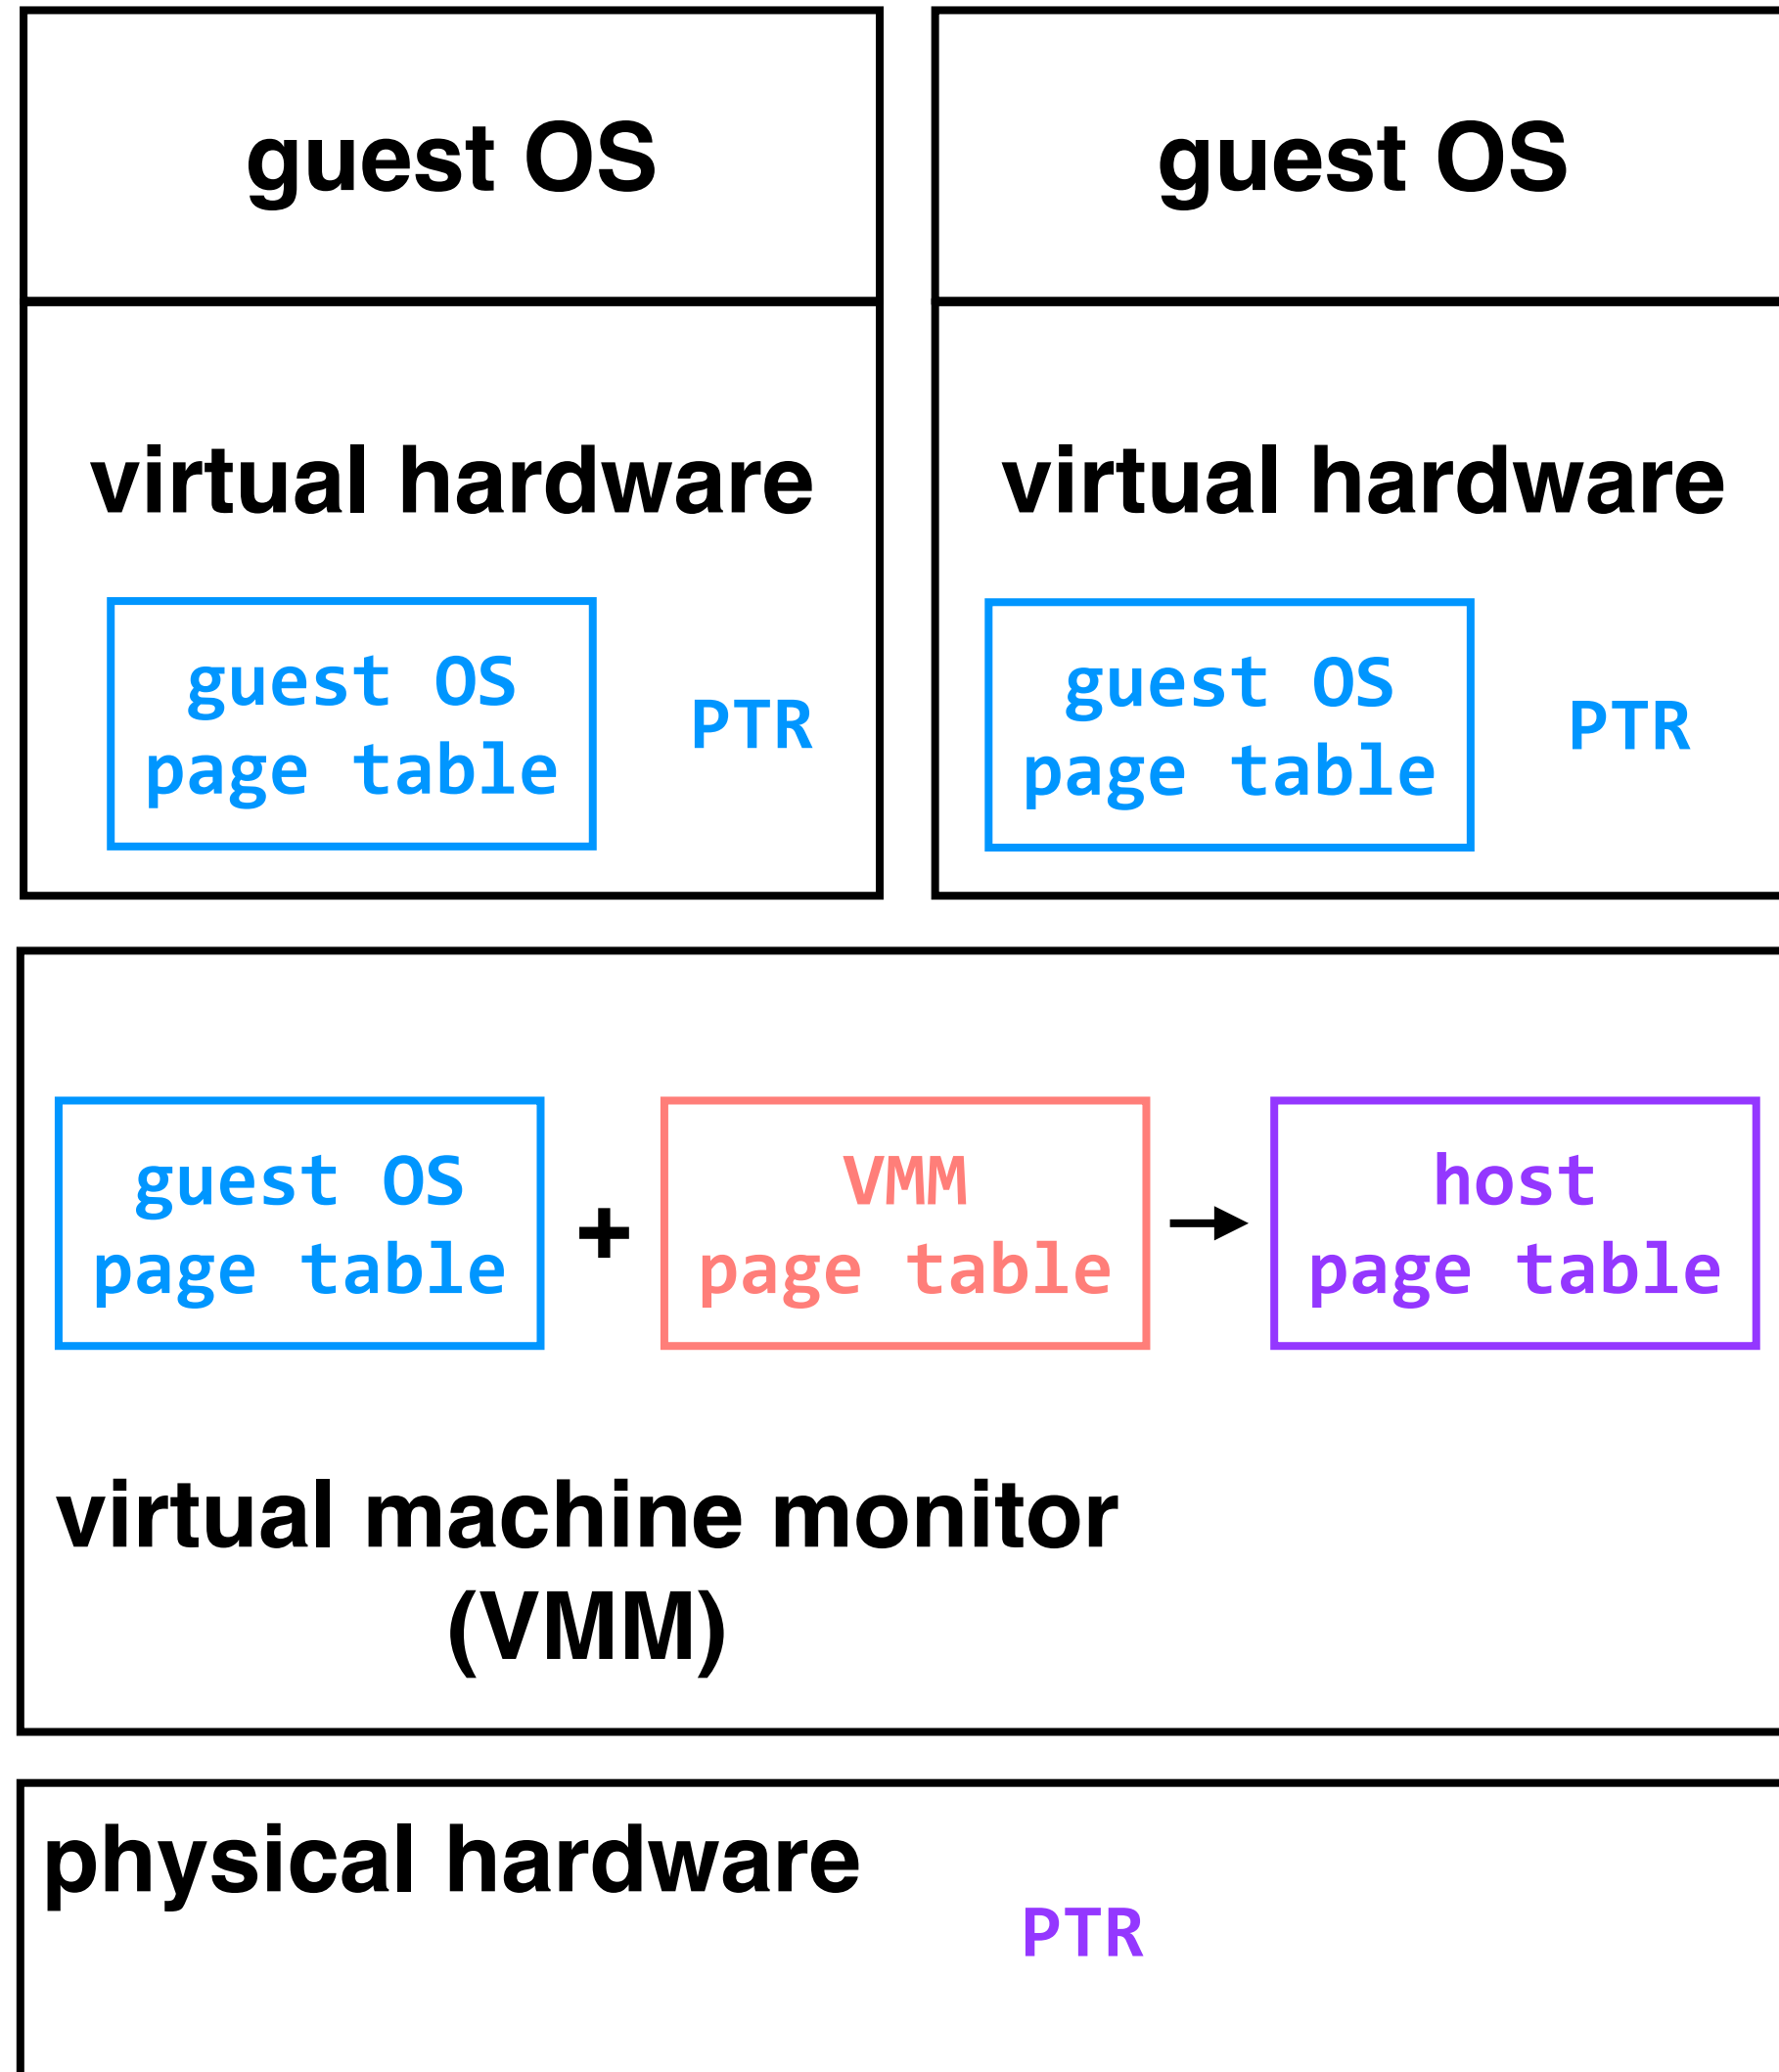 guest OS
guest OS
virtual hardware
virtual hardware
guest OS
page table
PTR
guest OS
page table
PTR
guest OS
page table
+
VMM
page table
host
page table
virtual machine monitor
(VMM)
physical hardware
PTR